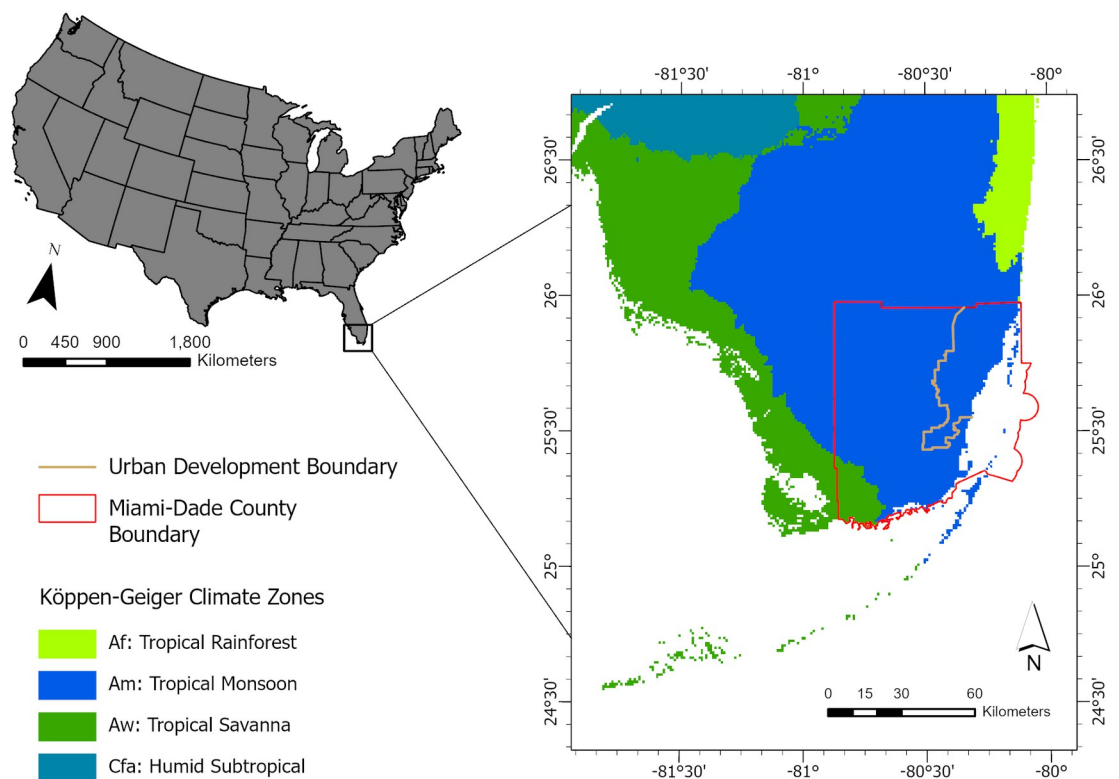 N
0 450 900 1,800
Kilometers
Urban Development Boundary
Miami-Dade County
Boundary
Köppen-Geiger Climate Zones
Af: Tropical Rainforest
Am: Tropical Monsoon
Aw: Tropical Savanna
Cfa: Humid Subtropical
-81°30' -81° -80°30' -80°
26°30'
26°
25°30'
25°
24°30'
26°30'
26°
25°30'
25°
24°30'
N
0 15 30 60
Kilometers
-81°30' -81° -80°30' -80°